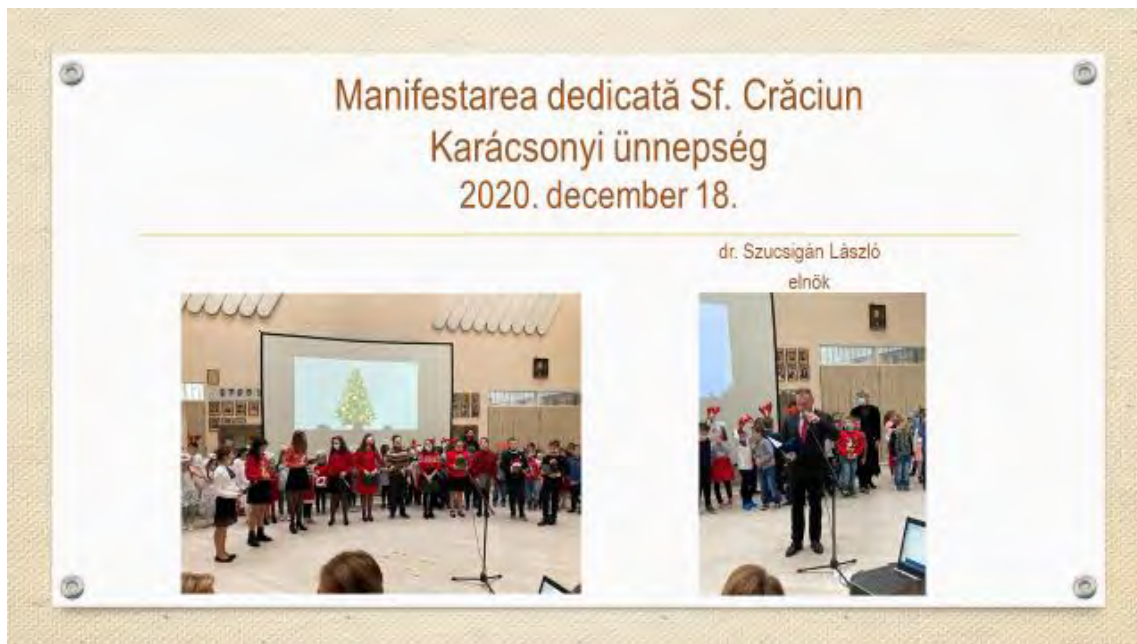 Manifestarea dedicată Sf. Crăciun
Karácsonyi ünnepség
2020. december 18.
dr. Szucsigán László
elnök